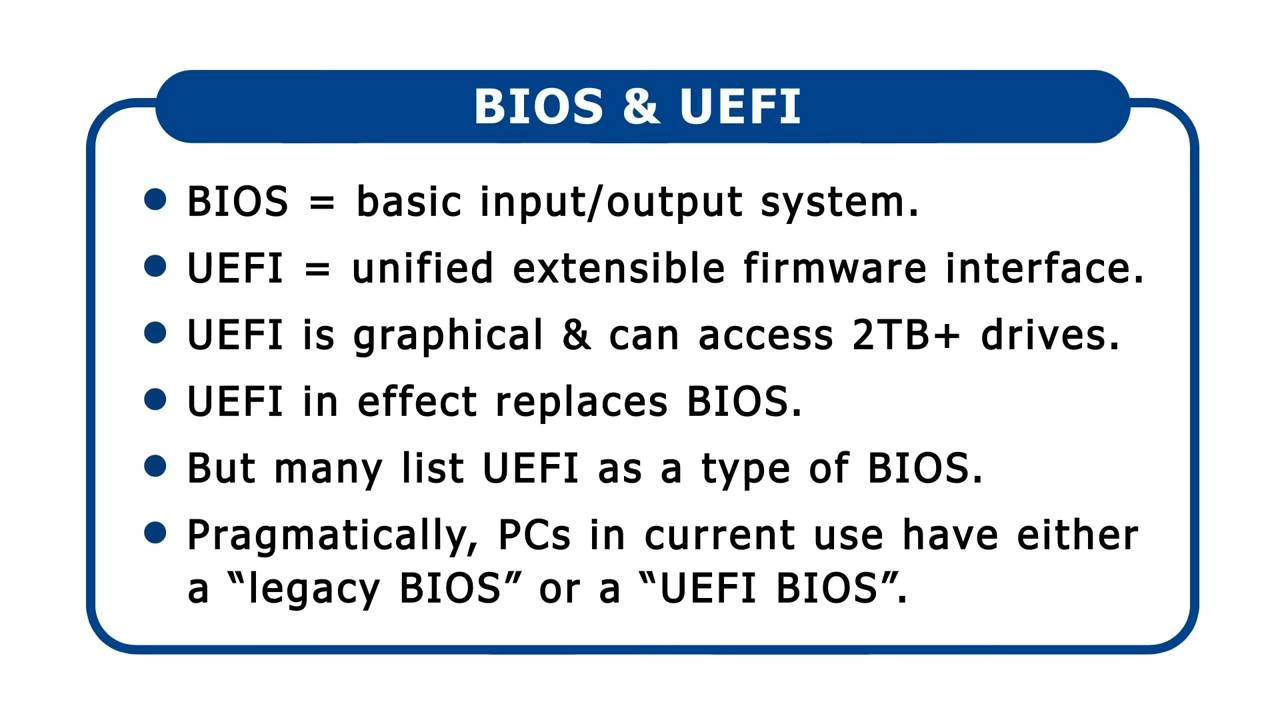 BIOS & UEFI
BIOS = basic input/output system.
UEFI = unified extensible firmware interface.
UEFI is graphical & can access 2TB+ drives.
UEFI in effect replaces BIOS.
But many list UEFI as a type of BIOS.
Pragmatically, PCs in current use have either
a “legacy BIOS” or a “UEFI BIOS”.